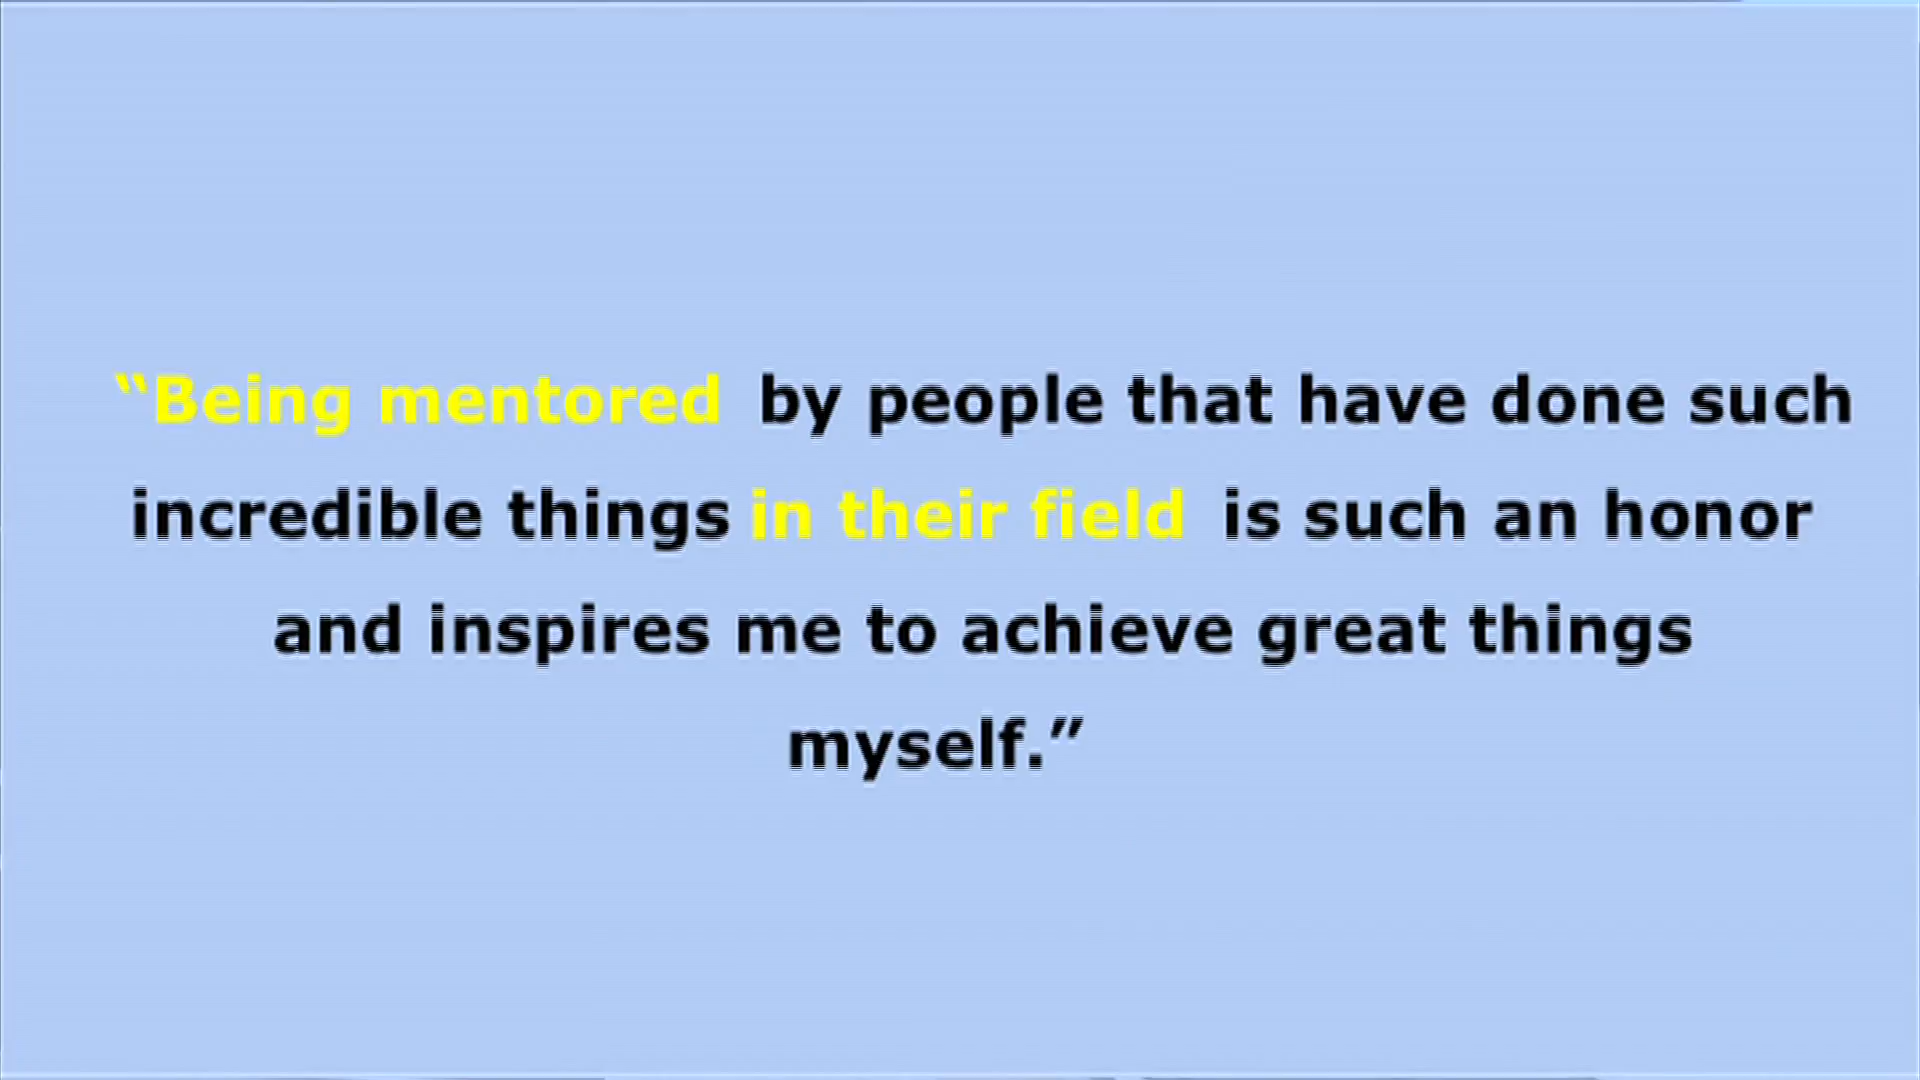 “Being mentored by people that have done such
incredible things in their field is such an honor
and inspires me to achieve great things
myself.”